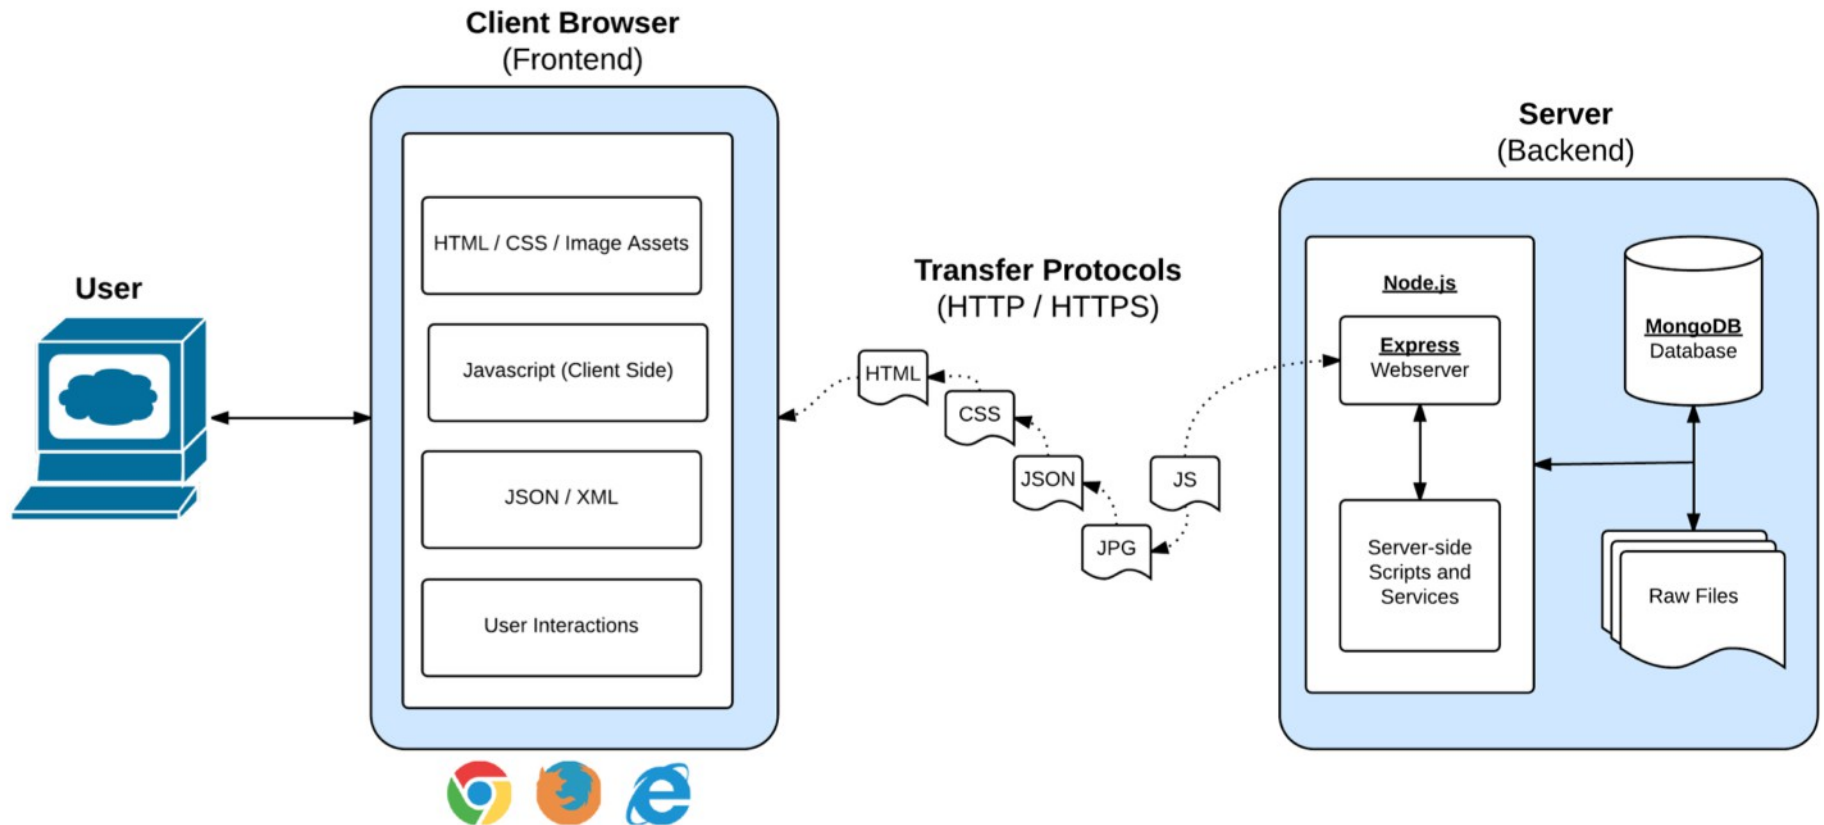 Client Browser
(Frontend)
HTML / CSS / Image Assets
Javascript (Client Side)
JSON / XML
User Interactions
User
Transfer Protocols
(HTTP / HTTPS)
HTML
CSS
JSON
JPG
JS
Server
(Backend)
Node.js
Express
Webserver
Server-side
Scripts and
Services
MongoDB
Database
Raw Files